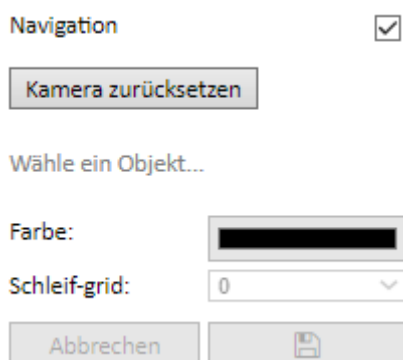 Navigation
Kamera zurücksetzen
Wähle ein Objekt...
Farbe:
Schleif-grid: 0
Abbrechen